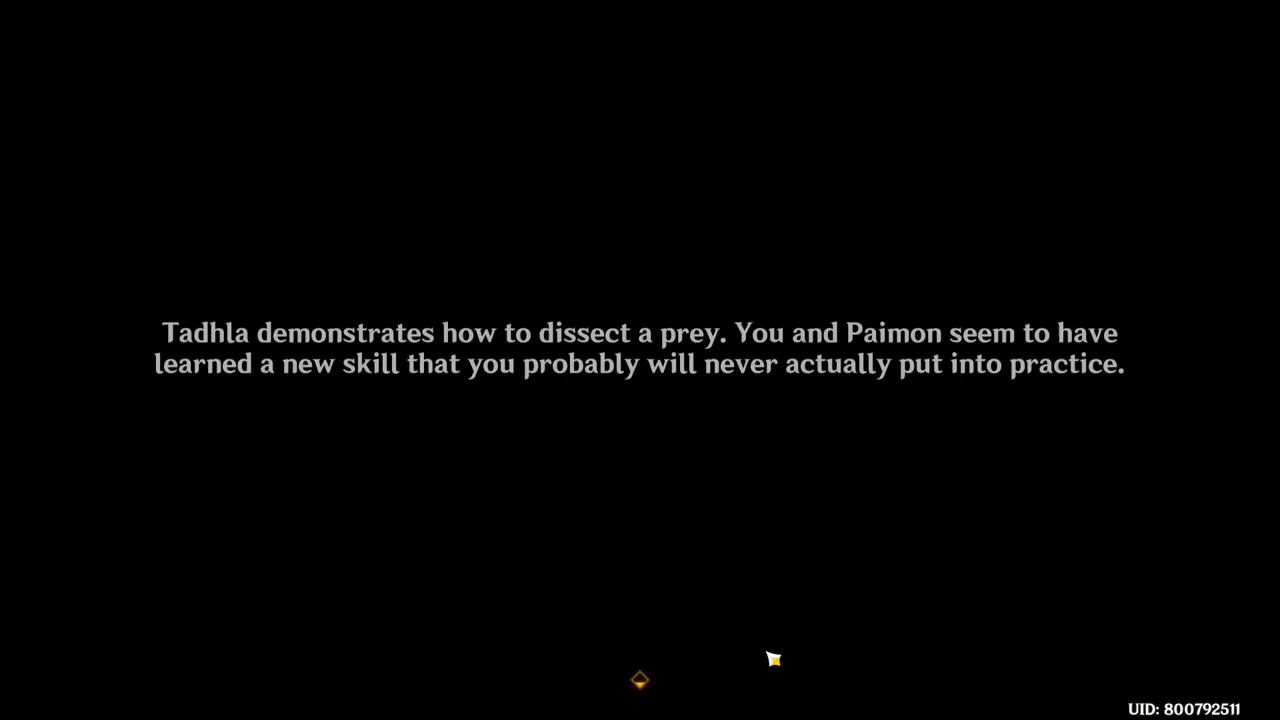 Tadhla demonstrates how to dissect a prey. You and Paimon seem to have
learned a new skill that you probably will never actually put into practice.
UID: 800792511